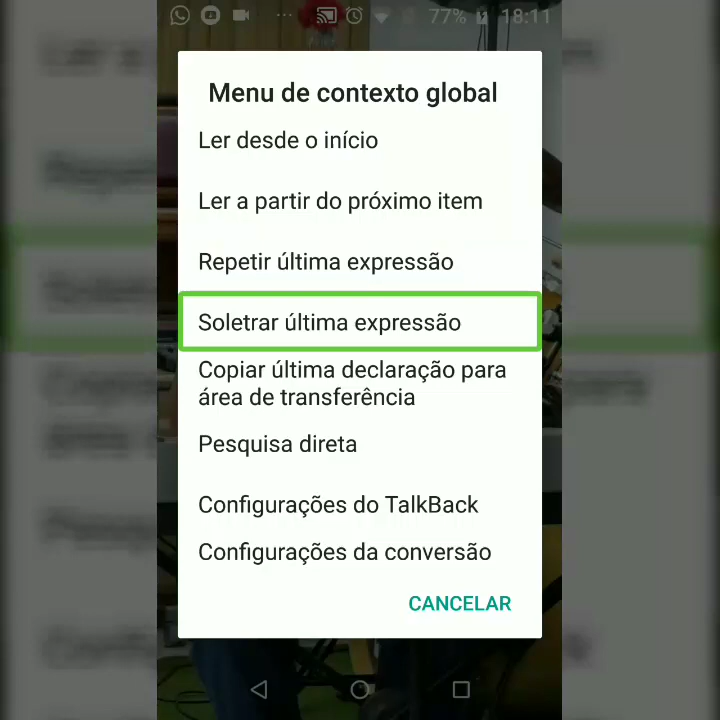 77% 18:11
Menu de contexto global
Ler desde o início
Ler a partir do próximo item
Repetir última expressão
Soletrar última expressão
Copiar última declaração para
área de transferência
Pesquisa direta
Configurações do TalkBack
Configurações da conversão
CANCELAR